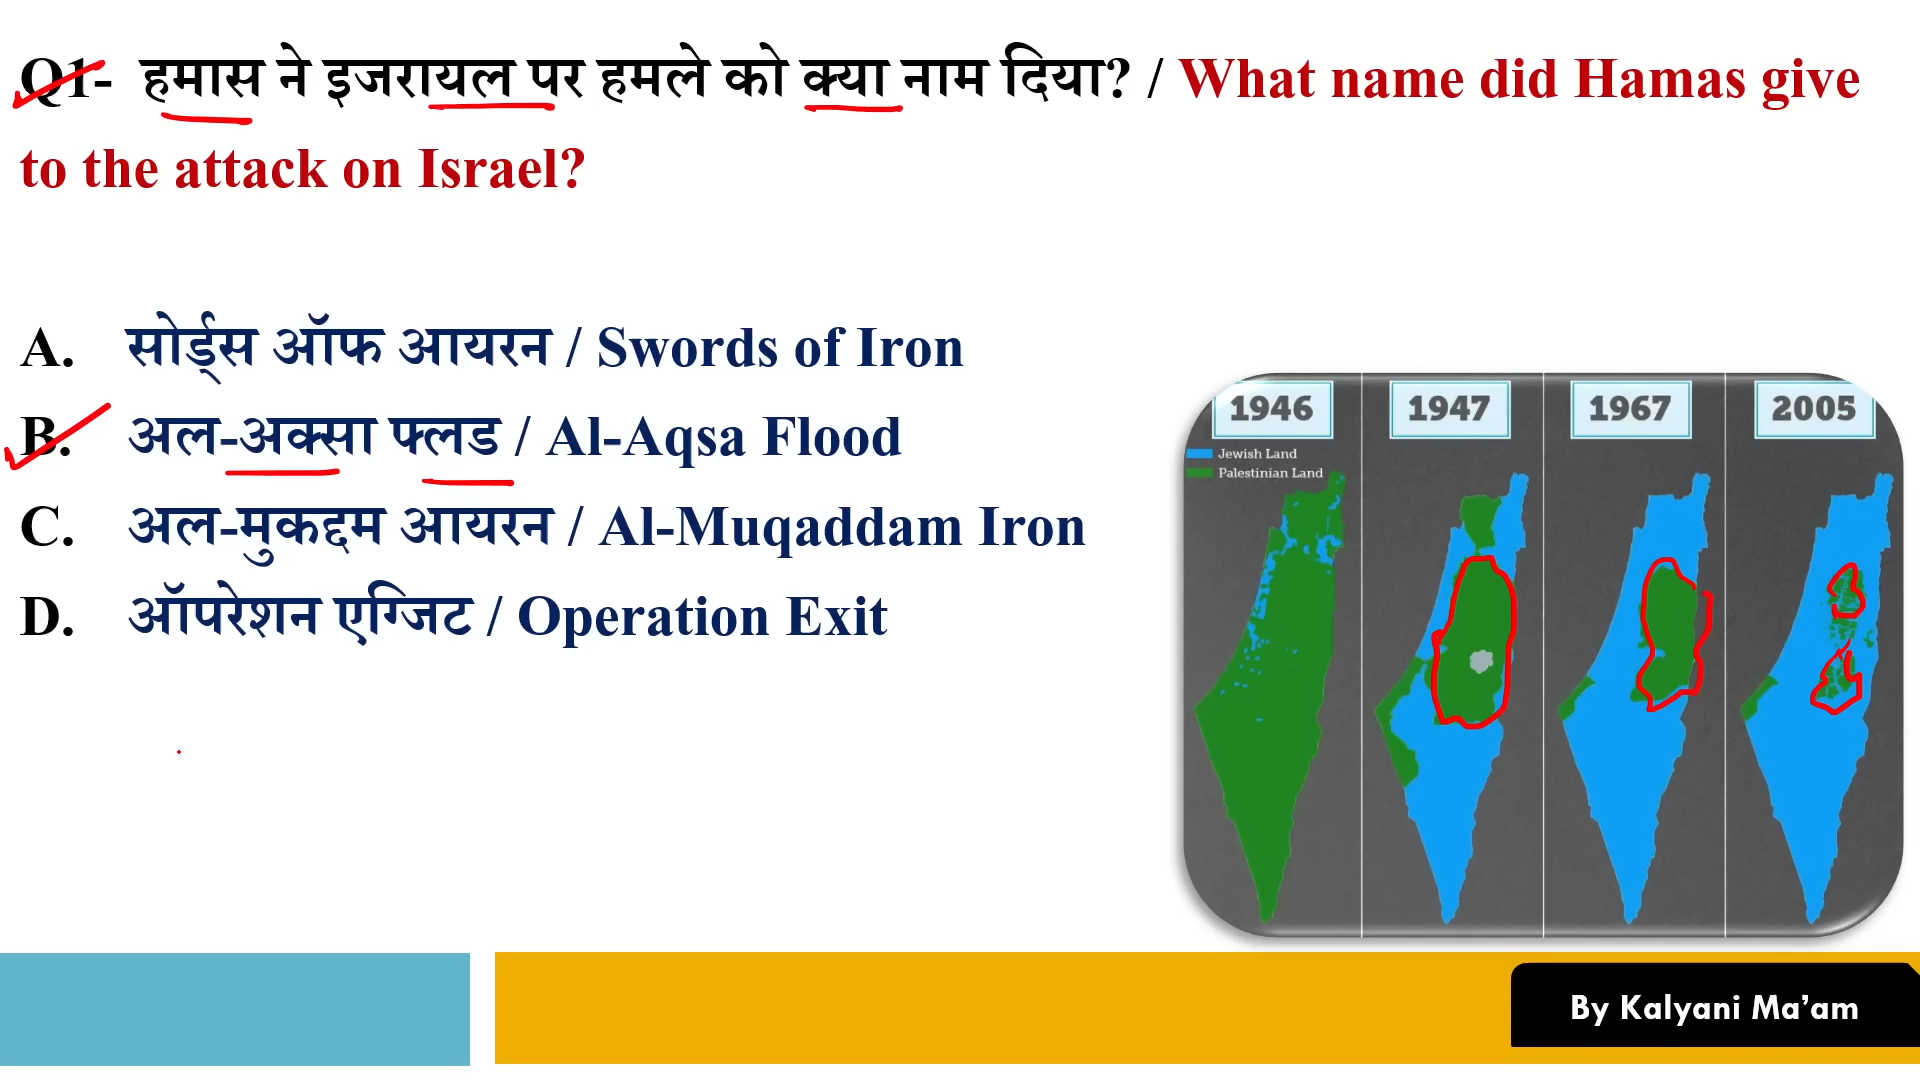 Q1- हमास ने इजरायल पर हमले को क्या नाम दिया? / What name did Hamas give
to the attack on Israel?
A. सोर्ड्स ऑफ आयरन / Swords of Iron
B. अल-अक्सा फ्लड / Al-Aqsa Flood
C. अल-मुकद्दम आयरन / Al-Muqaddam Iron
D. ऑपरेशन एग्जिट / Operation Exit
1946 1947 1967 2005
Jewish Land
Palestinian Land
By Kalyani Ma'am